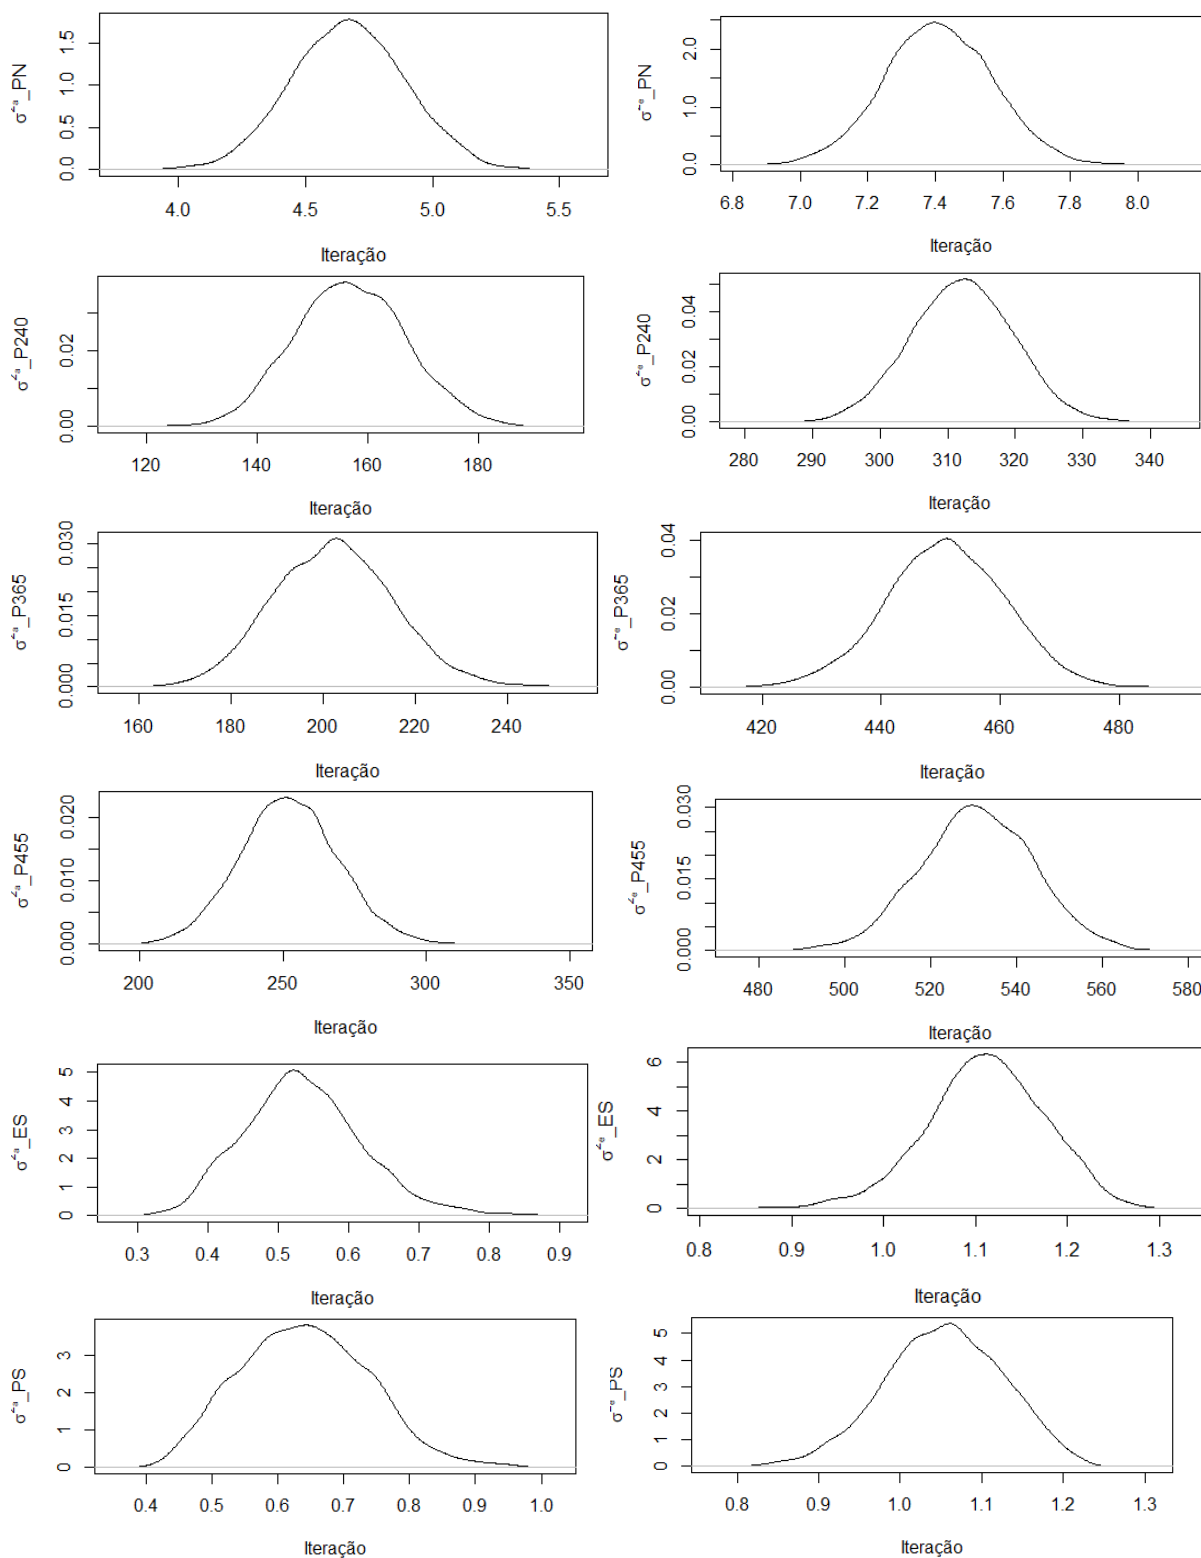 σ²ᵃ_PN
0.0 0.5 1.0 1.5
4.0 4.5 5.0 5.5
Iteração
σ²ᵉ_PN
0.0 1.0 2.0
6.8 7.0 7.2 7.4 7.6 7.8 8.0
Iteração
σ²ᵃ_P240
0.00 0.02
120 140 160 180
Iteração
σ²ᵉ_P240
0.00 0.02 0.04
280 290 300 310 320 330 340
Iteração
σ²ᵃ_P365
0.000 0.015 0.030
160 180 200 220 240
Iteração
σ²ᵉ_P365
0.00 0.02 0.04
420 440 460 480
Iteração
σ²ᵃ_P455
0.000 0.010 0.020
200 250 300 350
Iteração
σ²ᵉ_P455
0.000 0.015 0.030
480 500 520 540 560 580
Iteração
σ²ᵃ_ES
0 1 2 3 4 5
0.3 0.4 0.5 0.6 0.7 0.8 0.9
Iteração
σ²ᵉ_ES
0 2 4 6
0.8 0.9 1.0 1.1 1.2 1.3
Iteração
σ²ᵃ_PS
0 1 2 3
0.4 0.5 0.6 0.7 0.8 0.9 1.0
Iteração
σ²ᵉ_PS
0 1 2 3 4 5
0.8 0.9 1.0 1.1 1.2 1.3
Iteração